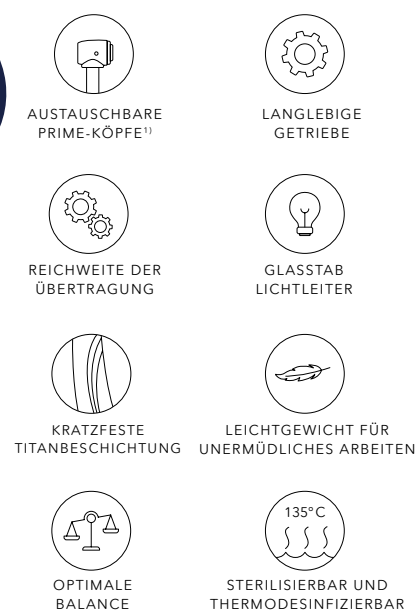 AUSTAUSCHBARE
PRIME-KÖPFE¹⁾
LANGLEBIGE
GETRIEBE
REICHWEITE DER
ÜBERTRAGUNG
GLASSTAB
LICHTLEITER
KRATZFESTE
TITANBESCHICHTUNG
LEICHTGEWICHT FÜR
UNERMÜDLICHES ARBEITEN
OPTIMALE
BALANCE
135°C
STERILISIERBAR UND
THERMODESINFIZIERBAR